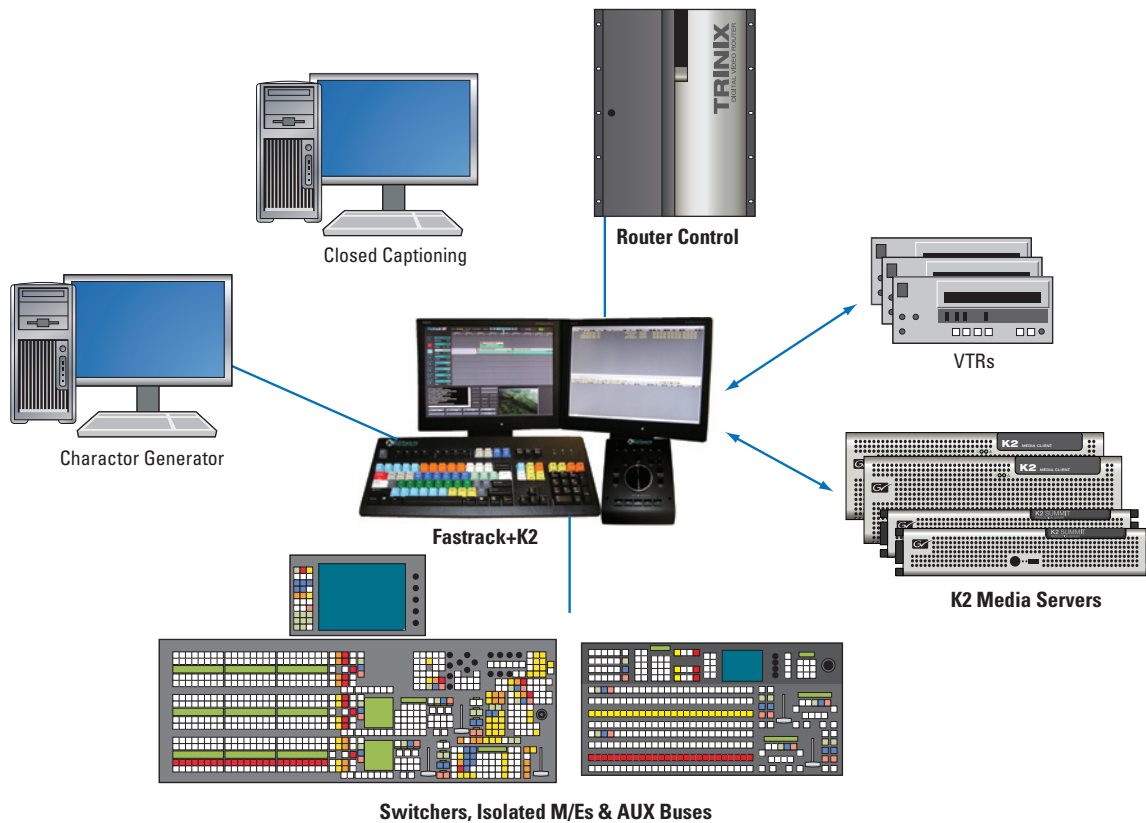 TRINIX
DIGITAL VIDEO ROUTER
Closed Captioning
Router Control
VTRs
Charactor Generator
Fastrack+K2
K2 MEDIA CLIENT
K2 MEDIA CLIENT
K2 SUMMIT
K2 SUMMIT
K2 Media Servers
Switchers, Isolated M/Es & AUX Buses